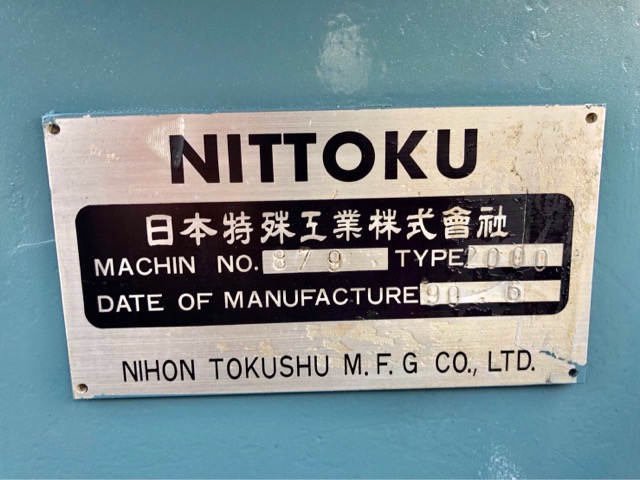 NITTOKU
日本特殊工業株式會社
MACHIN NO. 879 TYPE 2000
DATE OF MANUFACTURE 90 6
NIHON TOKUSHU M.F.G CO., LTD.